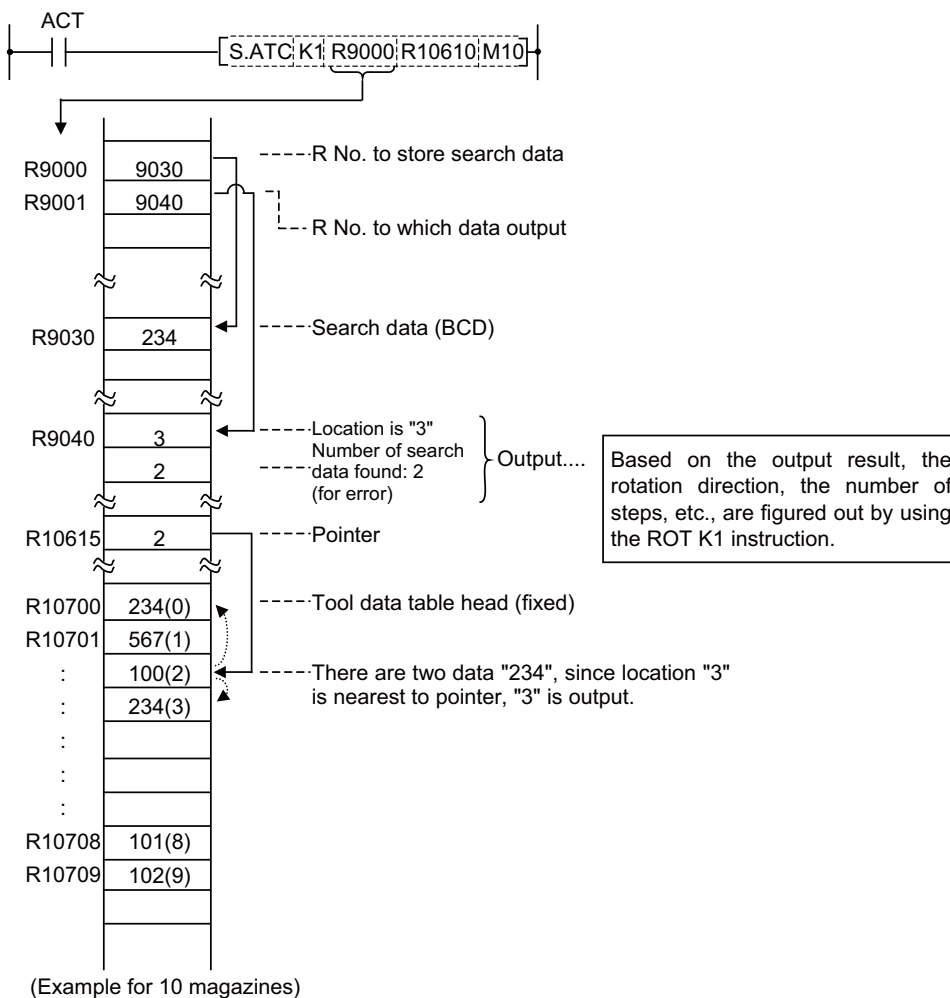 ACT
S.ATC K1 R9000 R10610 M10
R9000 9030 R No. to store search data
R9001 9040
R No. to which data output
R9030 234 Search data (BCD)
R9040 3 Location is "3"
Number of search
2 data found: 2
(for error)
Output....
Based on the output result, the
rotation direction, the number of
steps, etc., are figured out by using
the ROT K1 instruction.
R10615 2 Pointer
R10700 234(0) Tool data table head (fixed)
R10701 567(1)
: 100(2) There are two data "234", since location "3"
: 234(3) is nearest to pointer, "3" is output.
:
:
:
R10708 101(8)
R10709 102(9)
(Example for 10 magazines)